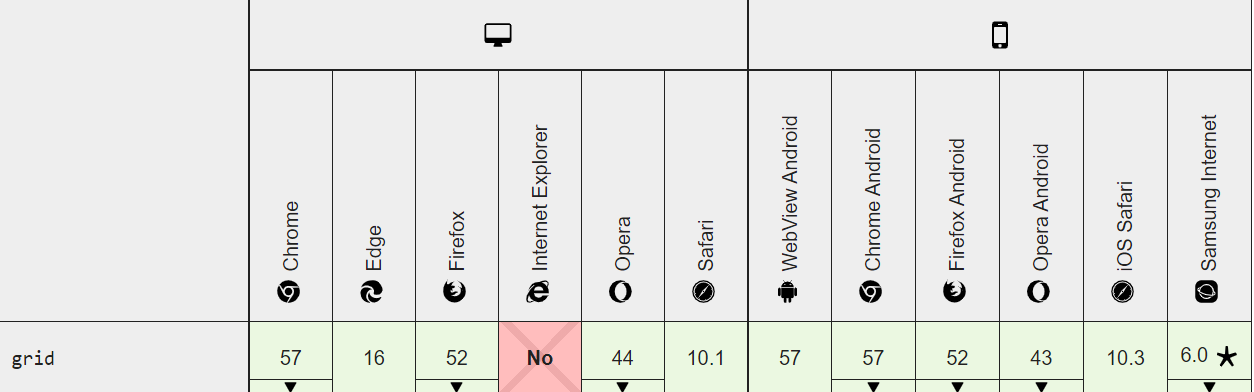 Chrome
Edge
Firefox
Internet Explorer
Opera
Safari
WebView Android
Chrome Android
Firefox Android
Opera Android
iOS Safari
Samsung Internet
grid 57 16 52 No 44 10.1 57 57 52 43 10.3 6.0 *